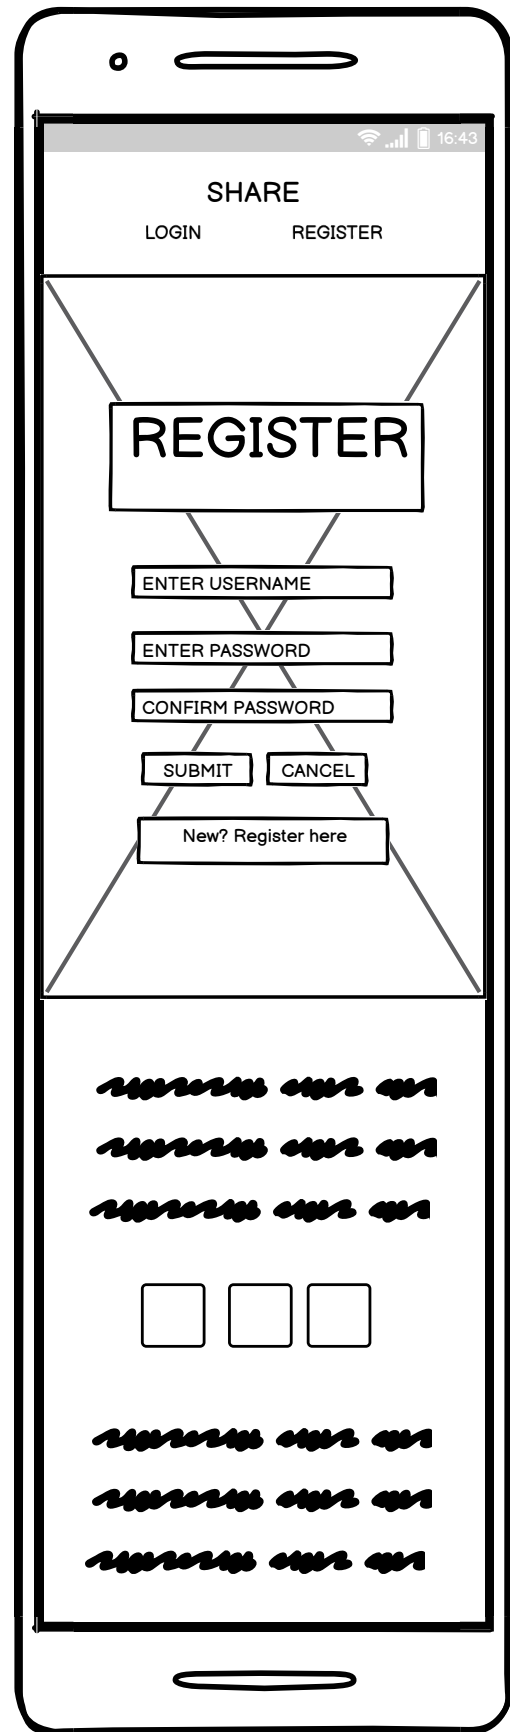 16:43
SHARE
LOGIN REGISTER
REGISTER
ENTER USERNAME
ENTER PASSWORD
CONFIRM PASSWORD
SUBMIT CANCEL
New? Register here